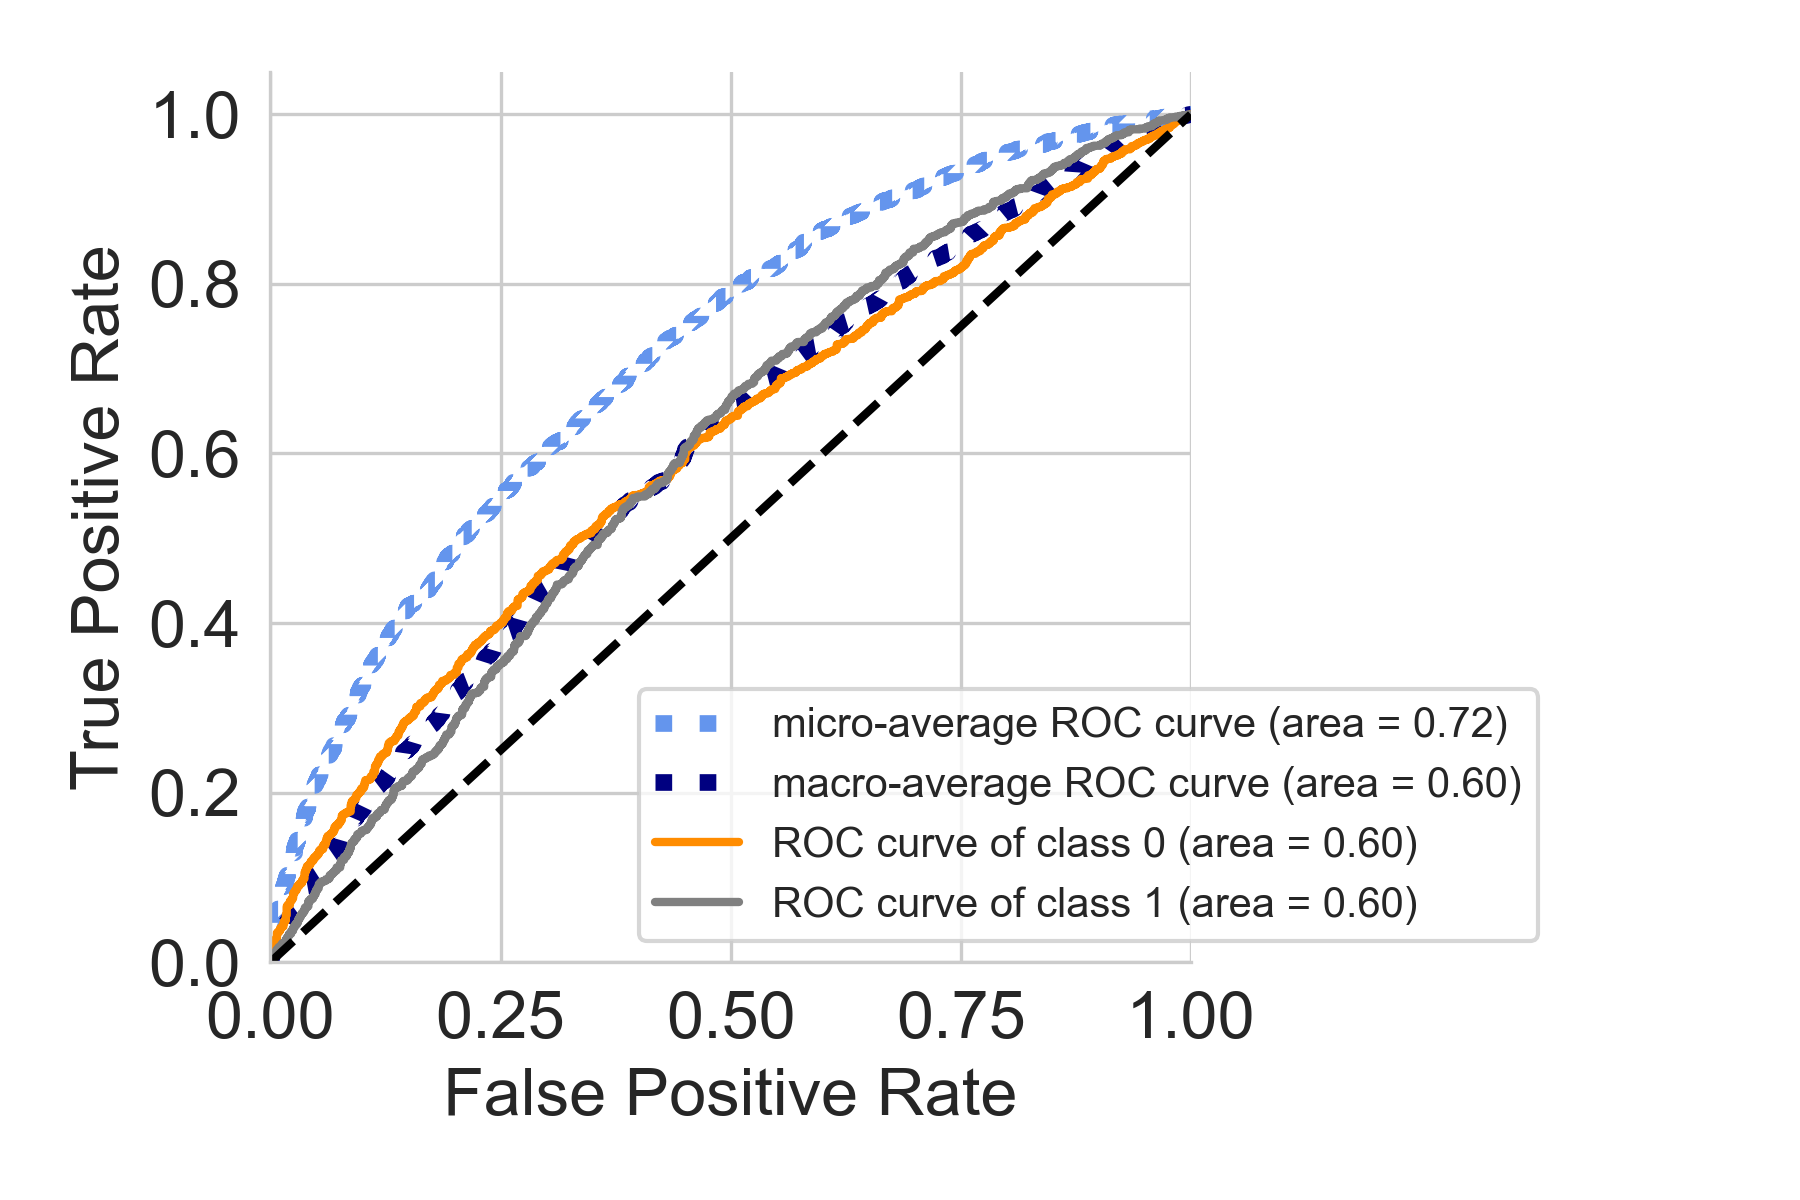 1.0
0.8
0.6
0.4
0.2
0.0
True Positive Rate
micro-average ROC curve (area = 0.72)
macro-average ROC curve (area = 0.60)
ROC curve of class 0 (area = 0.60)
ROC curve of class 1 (area = 0.60)
0.00 0.25 0.50 0.75 1.00
False Positive Rate